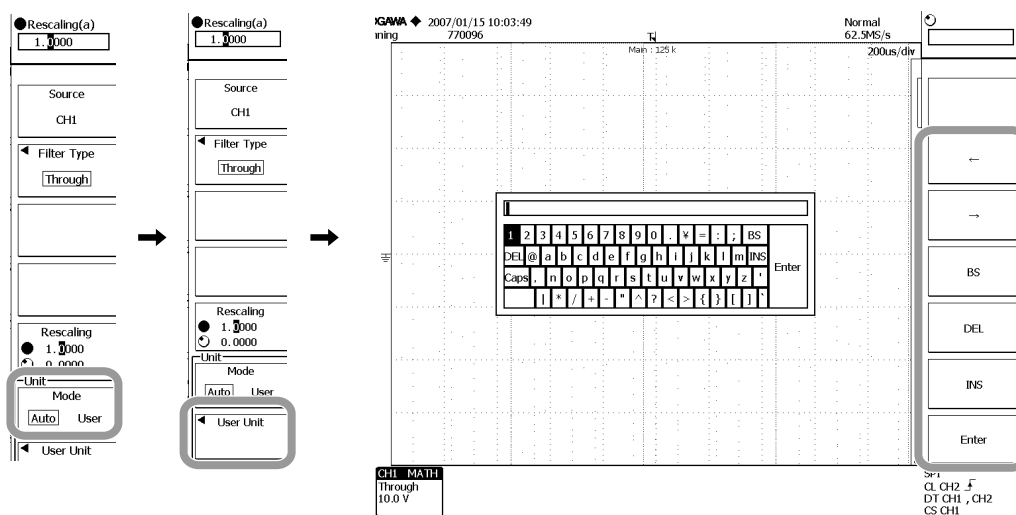 Rescaling(a)
1.0000
Source
CH1
Filter Type
Through
Rescaling
1.0000
0.0000
Unit
Mode
Auto User
User Unit
Rescaling(a)
1.0000
Source
CH1
Filter Type
Through
Rescaling
1.0000
0.0000
Unit
Mode
Auto User
User Unit
2007/01/15 10:03:49
770096
Normal
62.5MS/s
Main : 125 k
200us/div
1 2 3 4 5 6 7 8 9 0 . ¥ = : ; BS
DEL @ a b c d e f g h i j k l m INS
Caps , n o p q r s t u v w x y z '
| * / + - " ^ ? < > { } [ ] `
Enter
←
→
BS
DEL
INS
Enter
CH1 MATH
Through
10.0 V
CL CH2
DT CH1 , CH2
CS CH1